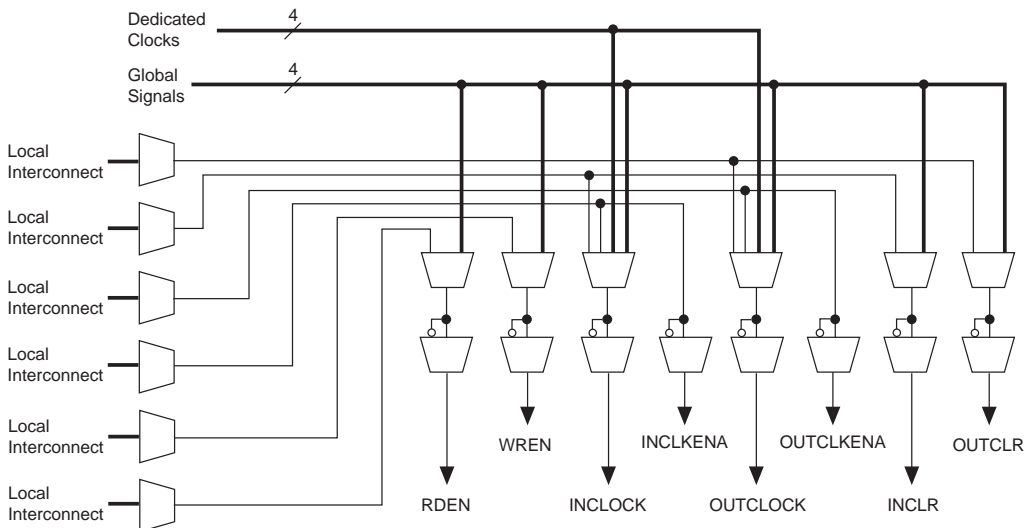 Dedicated
Clocks
4
Global
Signals
4
Local
Interconnect
Local
Interconnect
Local
Interconnect
Local
Interconnect
Local
Interconnect
Local
Interconnect
WREN
INCLKENA
OUTCLKENA
OUTCLR
RDEN
INCLOCK
OUTCLOCK
INCLR